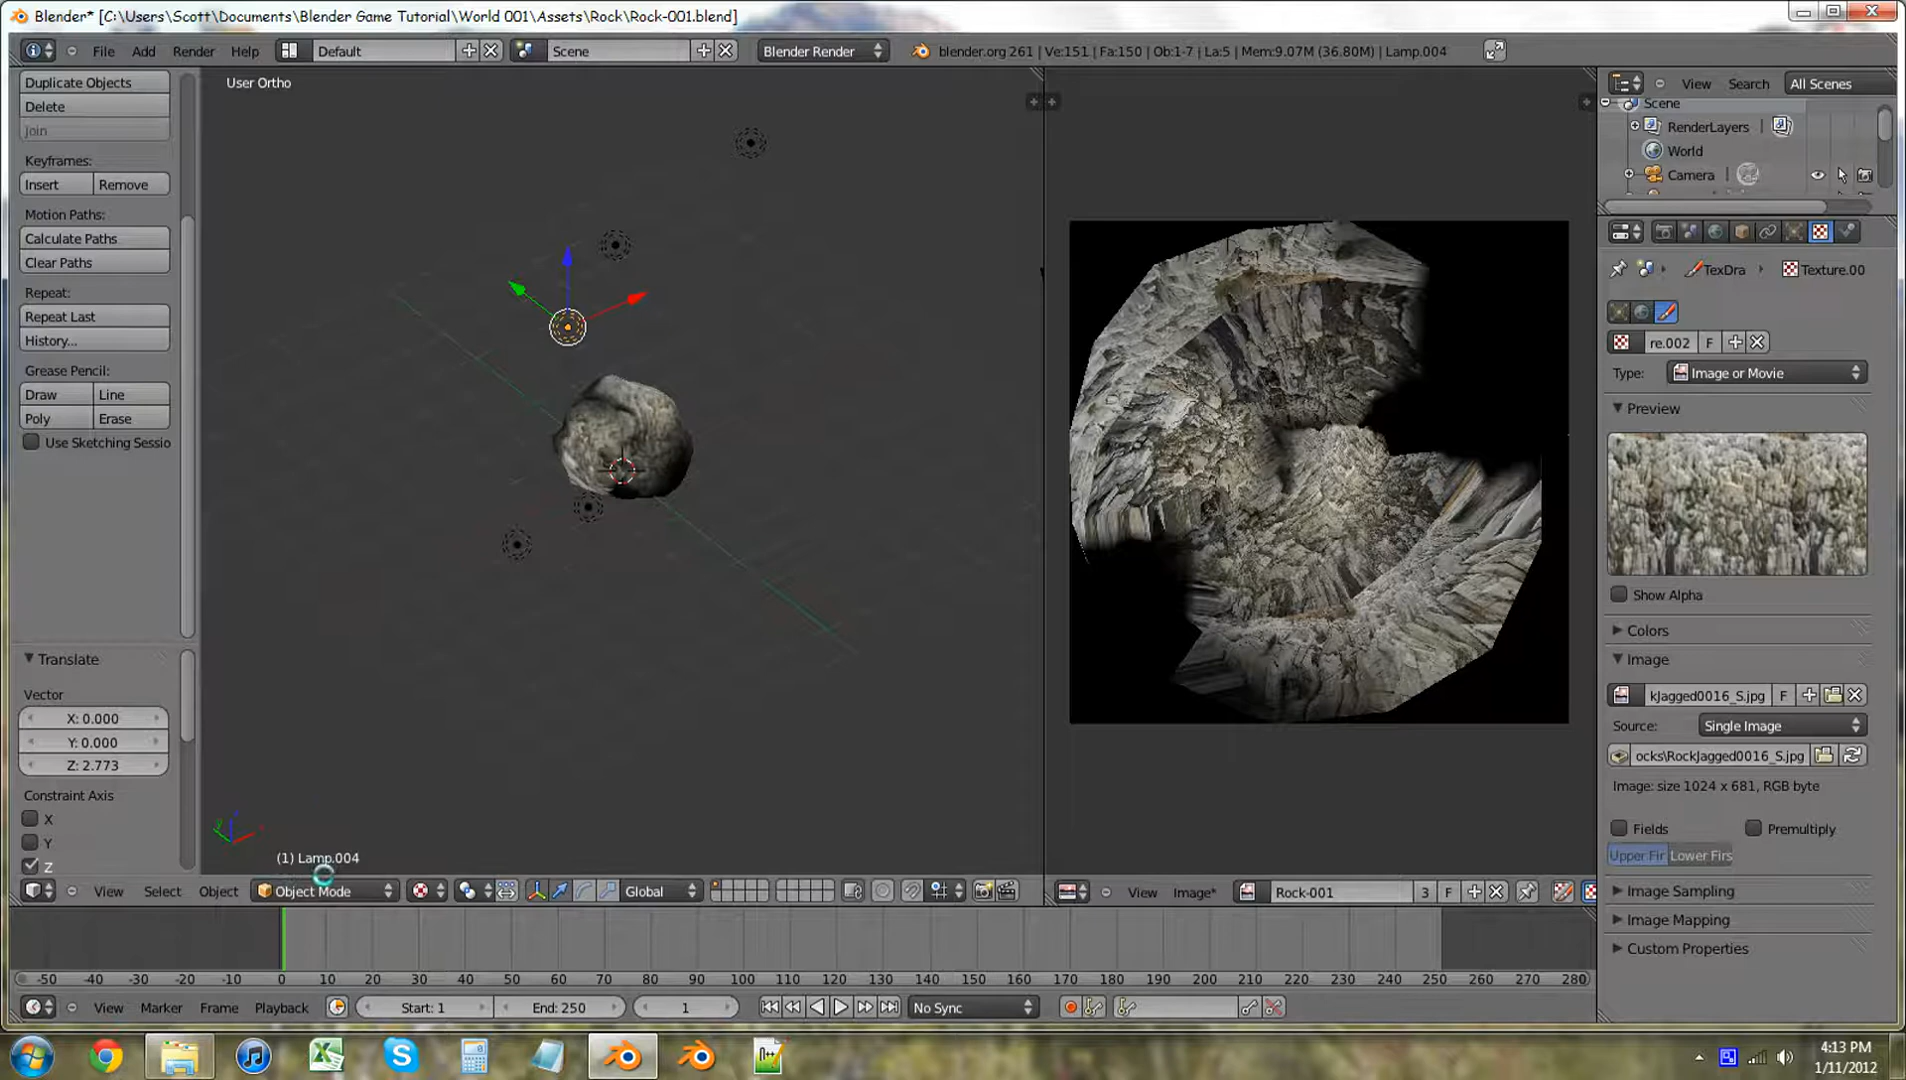 Blender* [C:\Users\Scott\Documents\Blender Game Tutorial\World 001\Assets\Rock\Rock-001.blend]
File Add Render Help Default Scene Blender Render blender.org 261 | Ve:151 | Fa:150 | Ob:1-7 | La:5 | Mem:9.07M (36.80M) | Lamp.004
Duplicate Objects
Delete
Join
Keyframes:
Insert Remove
Motion Paths:
Calculate Paths
Clear Paths
Repeat:
Repeat Last
History...
Grease Pencil:
Draw Line
Poly Erase
Use Sketching Sessio
Translate
Vector
X: 0.000
Y: 0.000
Z: 2.773
Constraint Axis
X
Y
Z
User Ortho
(1) Lamp.004
View Select Object Object Mode Global
View Image* Rock-001 3 F
View Search All Scenes
Scene
RenderLayers
World
Camera
TexDra Texture.00
re.002 F
Type: Image or Movie
Preview
Show Alpha
Colors
Image
kJagged0016_S.jpg F
Source: Single Image
ocks\RockJagged0016_S.jpg
Image: size 1024 x 681, RGB byte
Fields Premultiply
Upper Fir Lower Firs
Image Sampling
Image Mapping
Custom Properties
-50 -40 -30 -20 -10 0 10 20 30 40 50 60 70 80 90 100 110 120 130 140 150 160 170 180 190 200 210 220 230 240 250 260 270 280
View Marker Frame Playback Start: 1 End: 250 1 No Sync
4:13 PM
1/11/2012